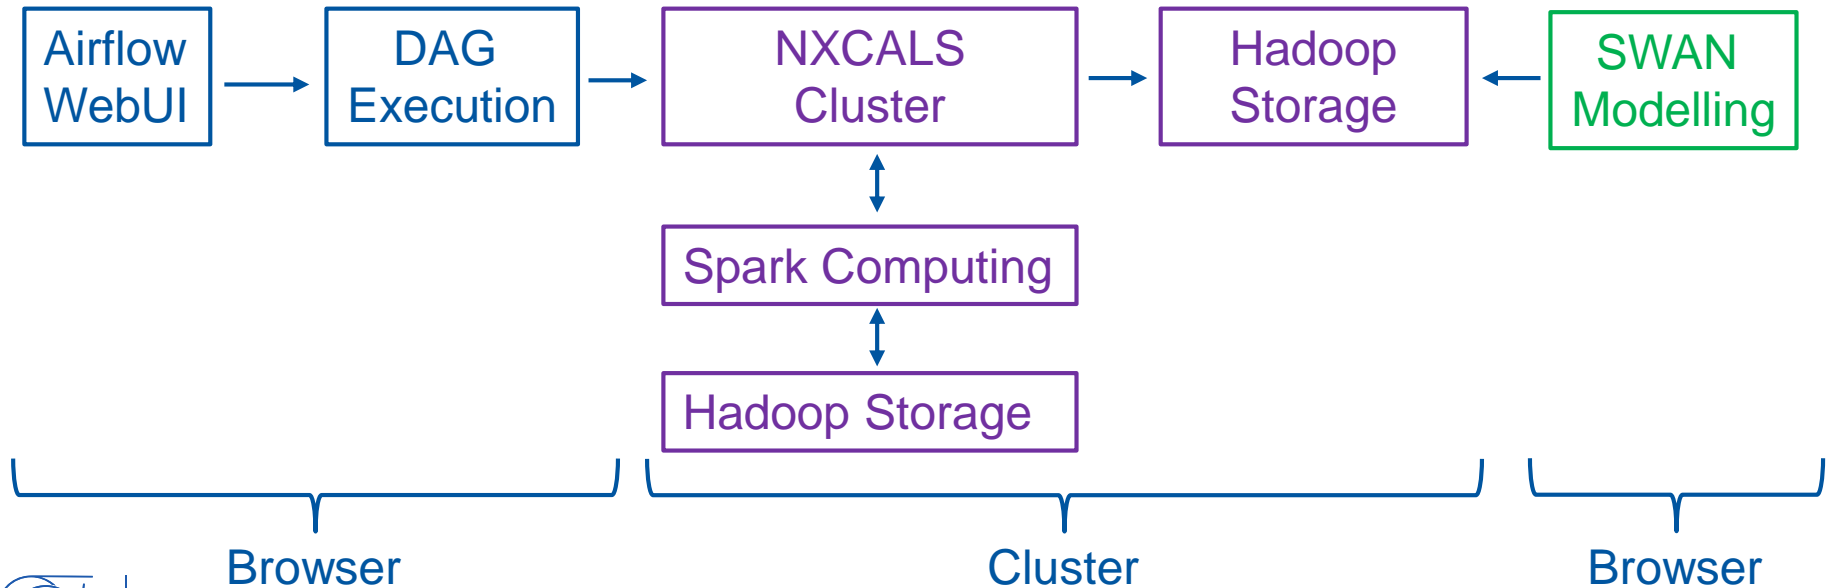 Airflow
WebUI
DAG
Execution
NXCALS
Cluster
Hadoop
Storage
SWAN
Modelling
Spark Computing
Hadoop Storage
Browser
Cluster
Browser